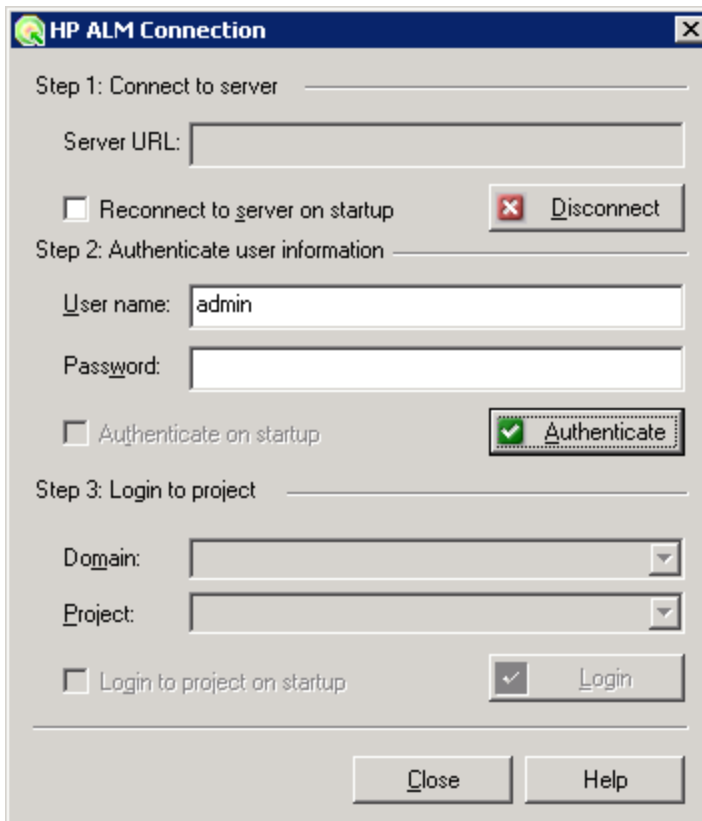 HP ALM Connection
Step 1: Connect to server
Server URL:
Reconnect to server on startup
Disconnect
Step 2: Authenticate user information
User name: admin
Password:
Authenticate on startup
Authenticate
Step 3: Login to project
Domain:
Project:
Login to project on startup
Login
Close
Help